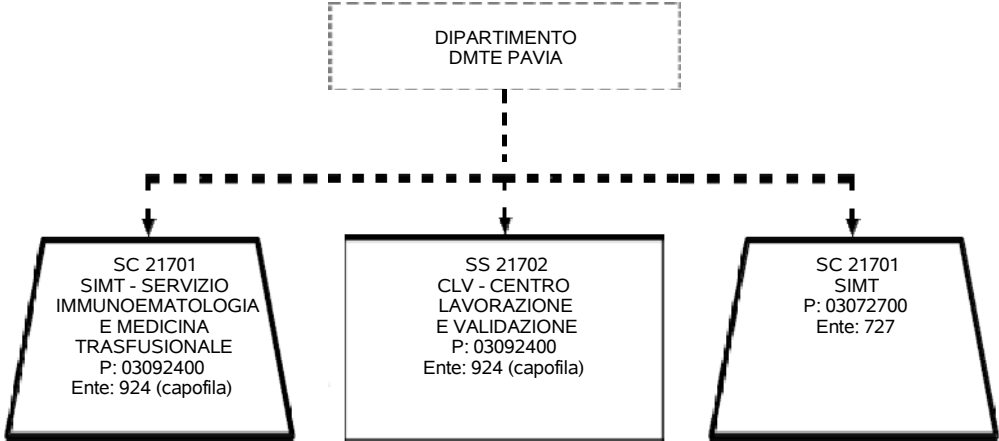 DIPARTIMENTO
DMTE PAVIA
SC 21701
SIMT - SERVIZIO
IMMUNOEMATOLOGIA
E MEDICINA
TRASFUSIONALE
P: 03092400
Ente: 924 (capofila)
SS 21702
CLV - CENTRO
LAVORAZIONE
E VALIDAZIONE
P: 03092400
Ente: 924 (capofila)
SC 21701
SIMT
P: 03072700
Ente: 727